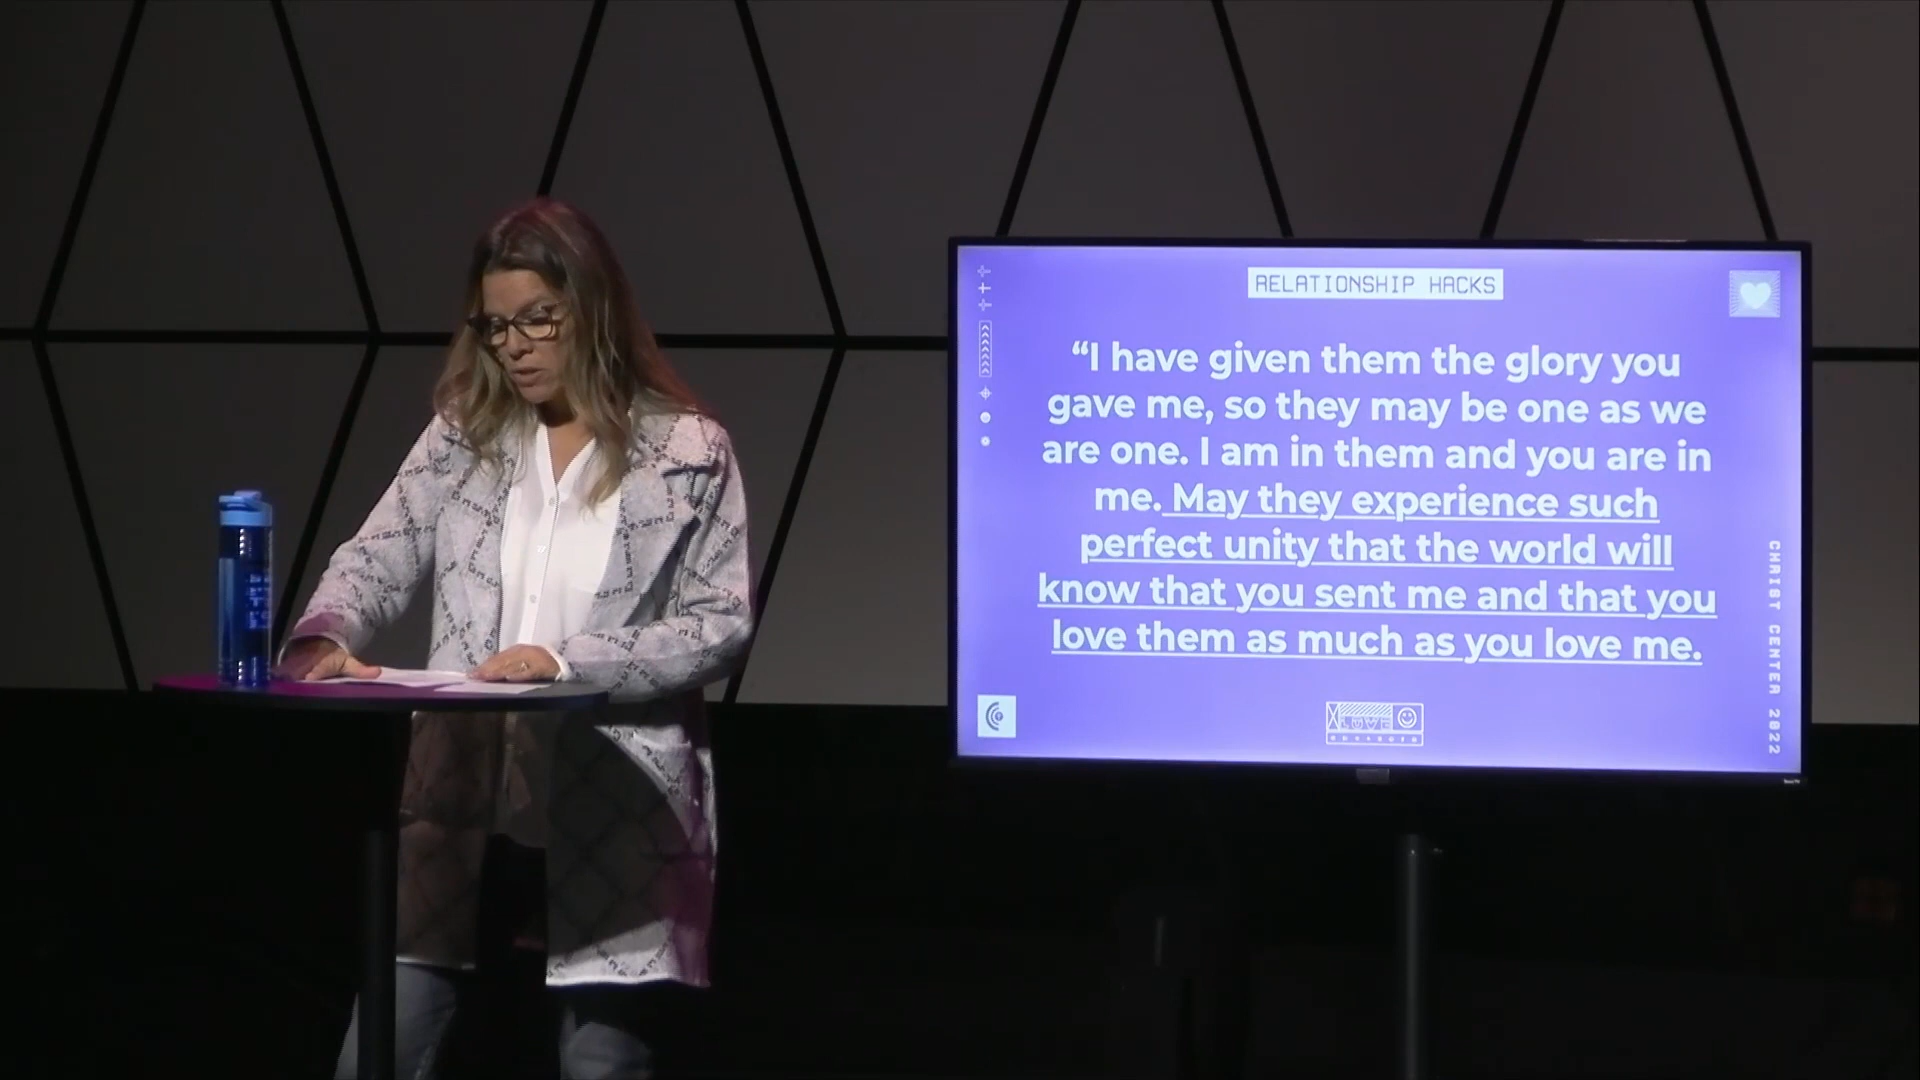 RELATIONSHIP HACKS
“I have given them the glory you
gave me, so they may be one as we
are one. I am in them and you are in
me. May they experience such
perfect unity that the world will
know that you sent me and that you
love them as much as you love me.
CHRIST CENTER 2022
LOVE